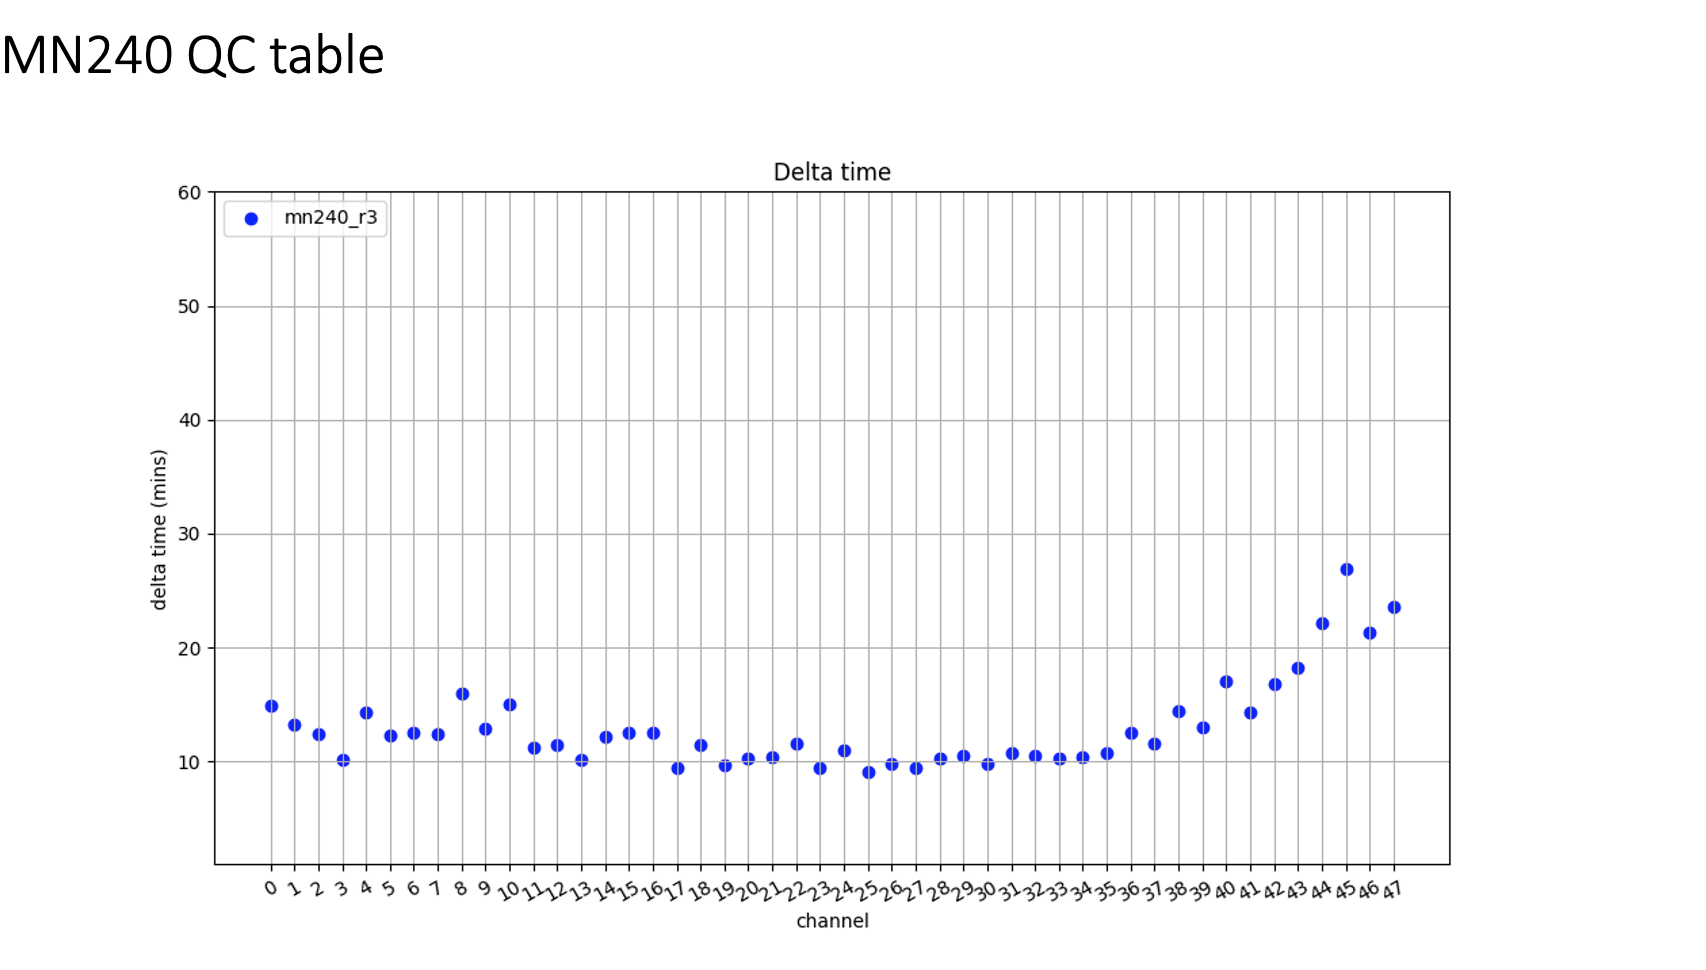 MN240 QC table
Delta time
60
mn240_r3
50
40
30
20
10
delta time (mins)
0 1 2 3 4 5 6 7 8 9 10 11 12 13 14 15 16 17 18 19 20 21 22 23 24 25 26 27 28 29 30 31 32 33 34 35 36 37 38 39 40 41 42 43 44 45 46 47
channel